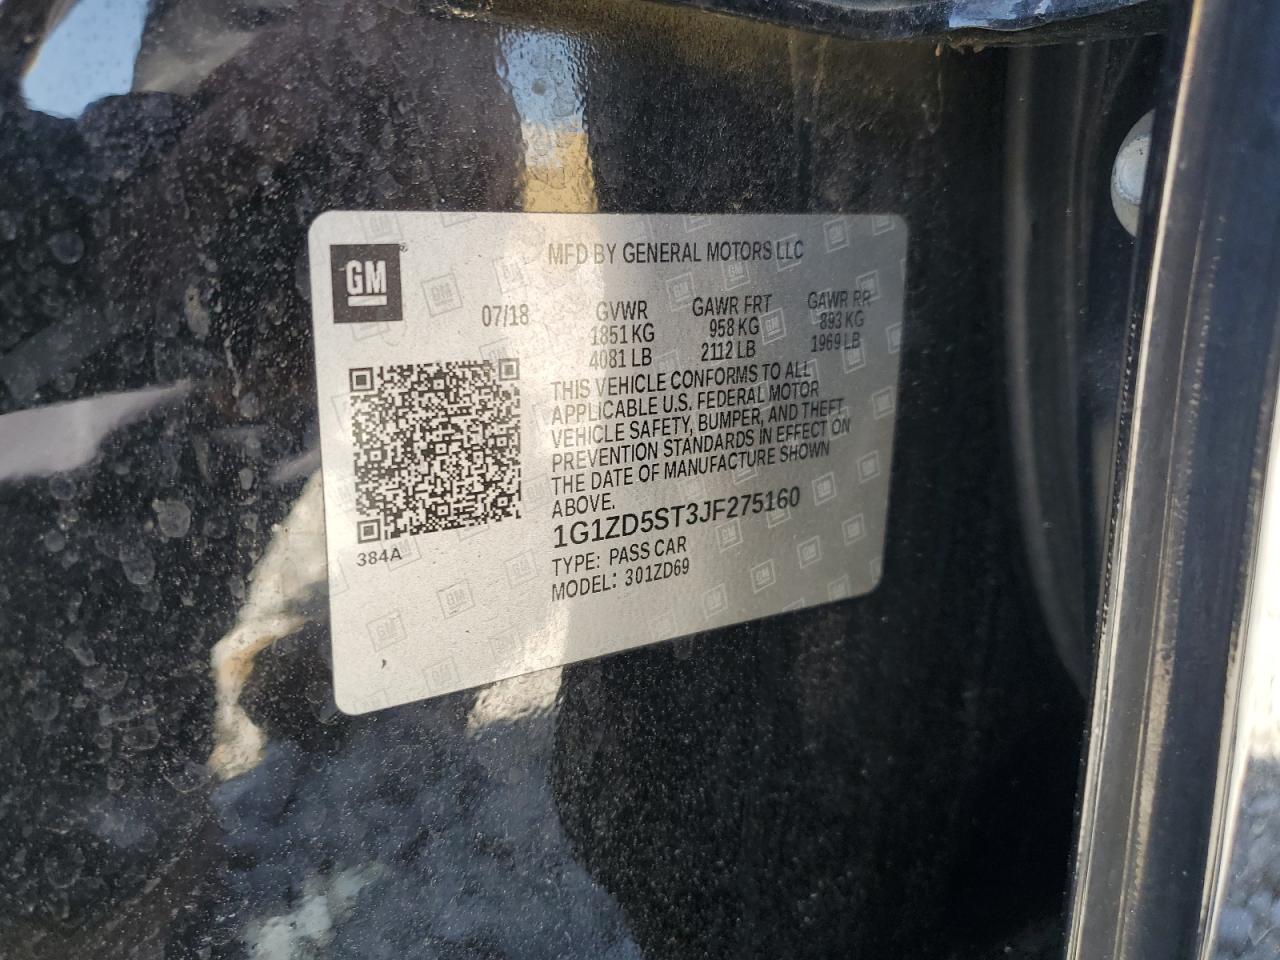 MFD BY GENERAL MOTORS LLC
GM
07/18 GVWR GAWR FRT GAWR RR
1851 KG 958 KG 893 KG
4081 LB 2112 LB 1969 LB
THIS VEHICLE CONFORMS TO ALL
APPLICABLE U.S. FEDERAL MOTOR
VEHICLE SAFETY, BUMPER, AND THEFT
PREVENTION STANDARDS IN EFFECT ON
THE DATE OF MANUFACTURE SHOWN
ABOVE.
1G1ZD5ST3JF275160
384A
TYPE: PASS CAR
MODEL: 301ZD69